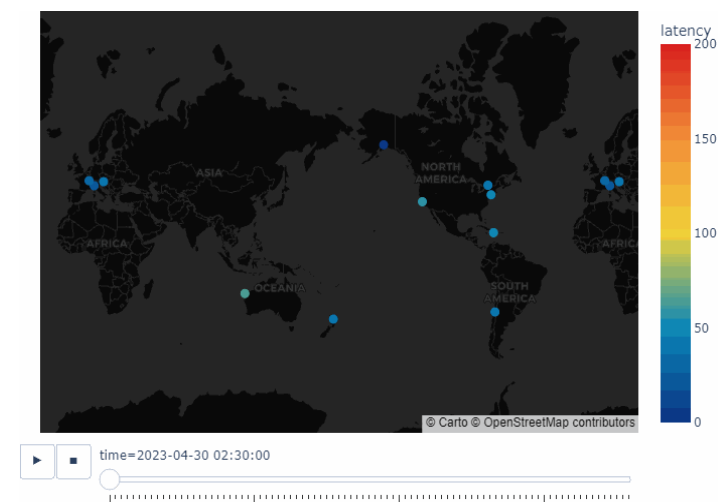 latency
200
150
100
50
0
ASIA
NORTH
AMERICA
AFRICA
AFRICA
OCEANIA
SOUTH
AMERICA
© Carto © OpenStreetMap contributors
time=2023-04-30 02:30:00